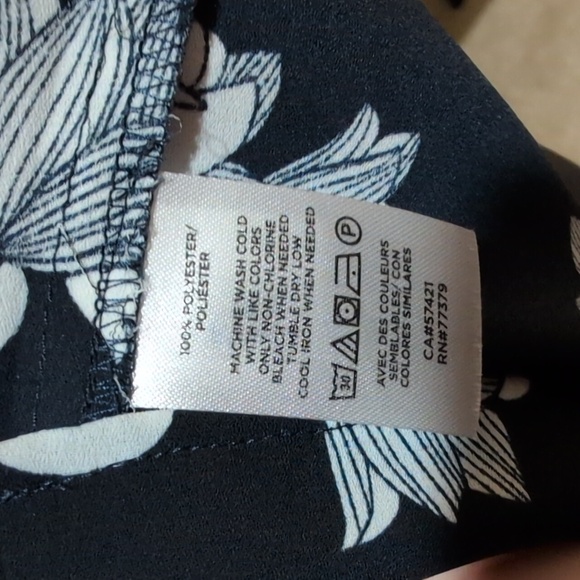 100% POLYESTER/
POLIÉSTER
MACHINE WASH COLD
WITH LIKE COLORS
ONLY NON-CHLORINE
BLEACH WHEN NEEDED
TUMBLE DRY LOW
COOL IRON WHEN NEEDED
30 P
AVEC DES COULEURS
SEMBLABLES/ CON
COLORES SIMILARES
CA#57421
RN#77379